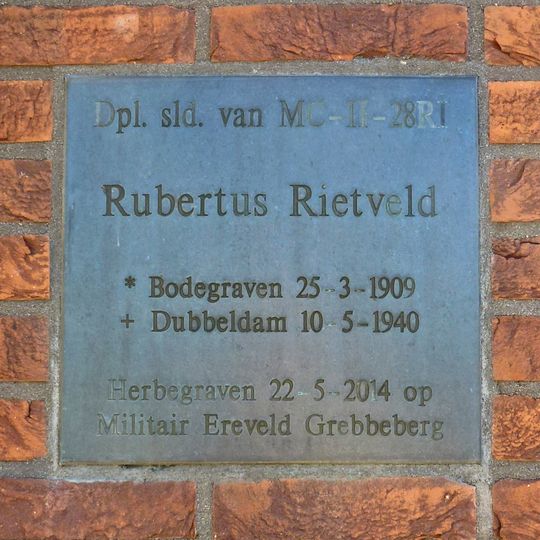 Dpl. sld. van MC-II-28RI
Rubertus Rietveld
* Bodegraven 25-3-1909
+ Dubbeldam 10-5-1940
Herbegraven 22-5-2014 op
Militair Ereveld Grebbeberg